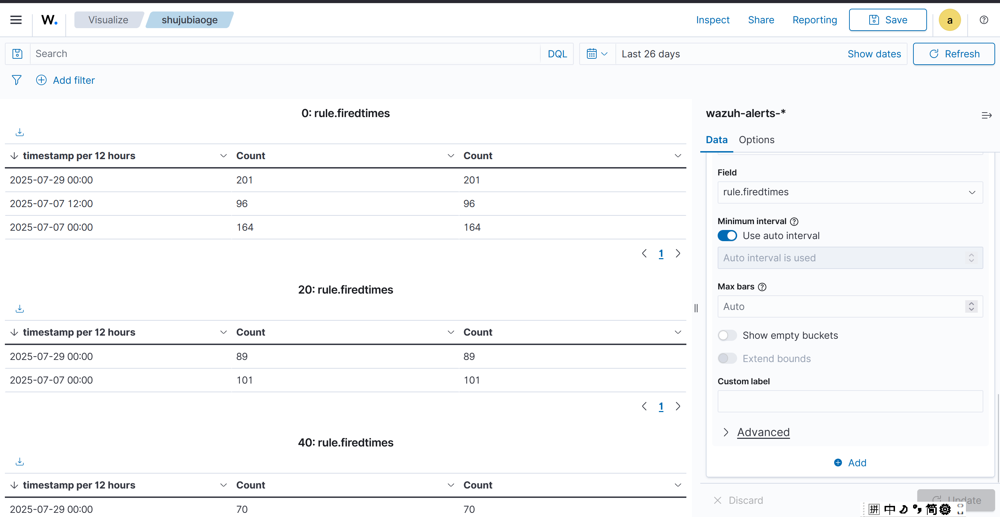 W.
Visualize
shujubiaoge
Inspect
Share
Reporting
Save
a
Search
DQL
Last 26 days
Show dates
Refresh
Add filter
0: rule.firedtimes
timestamp per 12 hours Count Count
2025-07-29 00:00 201 201
2025-07-07 12:00 96 96
2025-07-07 00:00 164 164
1
20: rule.firedtimes
timestamp per 12 hours Count Count
2025-07-29 00:00 89 89
2025-07-07 00:00 101 101
1
40: rule.firedtimes
timestamp per 12 hours Count Count
2025-07-29 00:00 70 70
wazuh-alerts-*
Data Options
Field
rule.firedtimes
Minimum interval
Use auto interval
Auto interval is used
Max bars
Auto
Show empty buckets
Extend bounds
Custom label
Advanced
Add
Discard
Update
拼 中 简